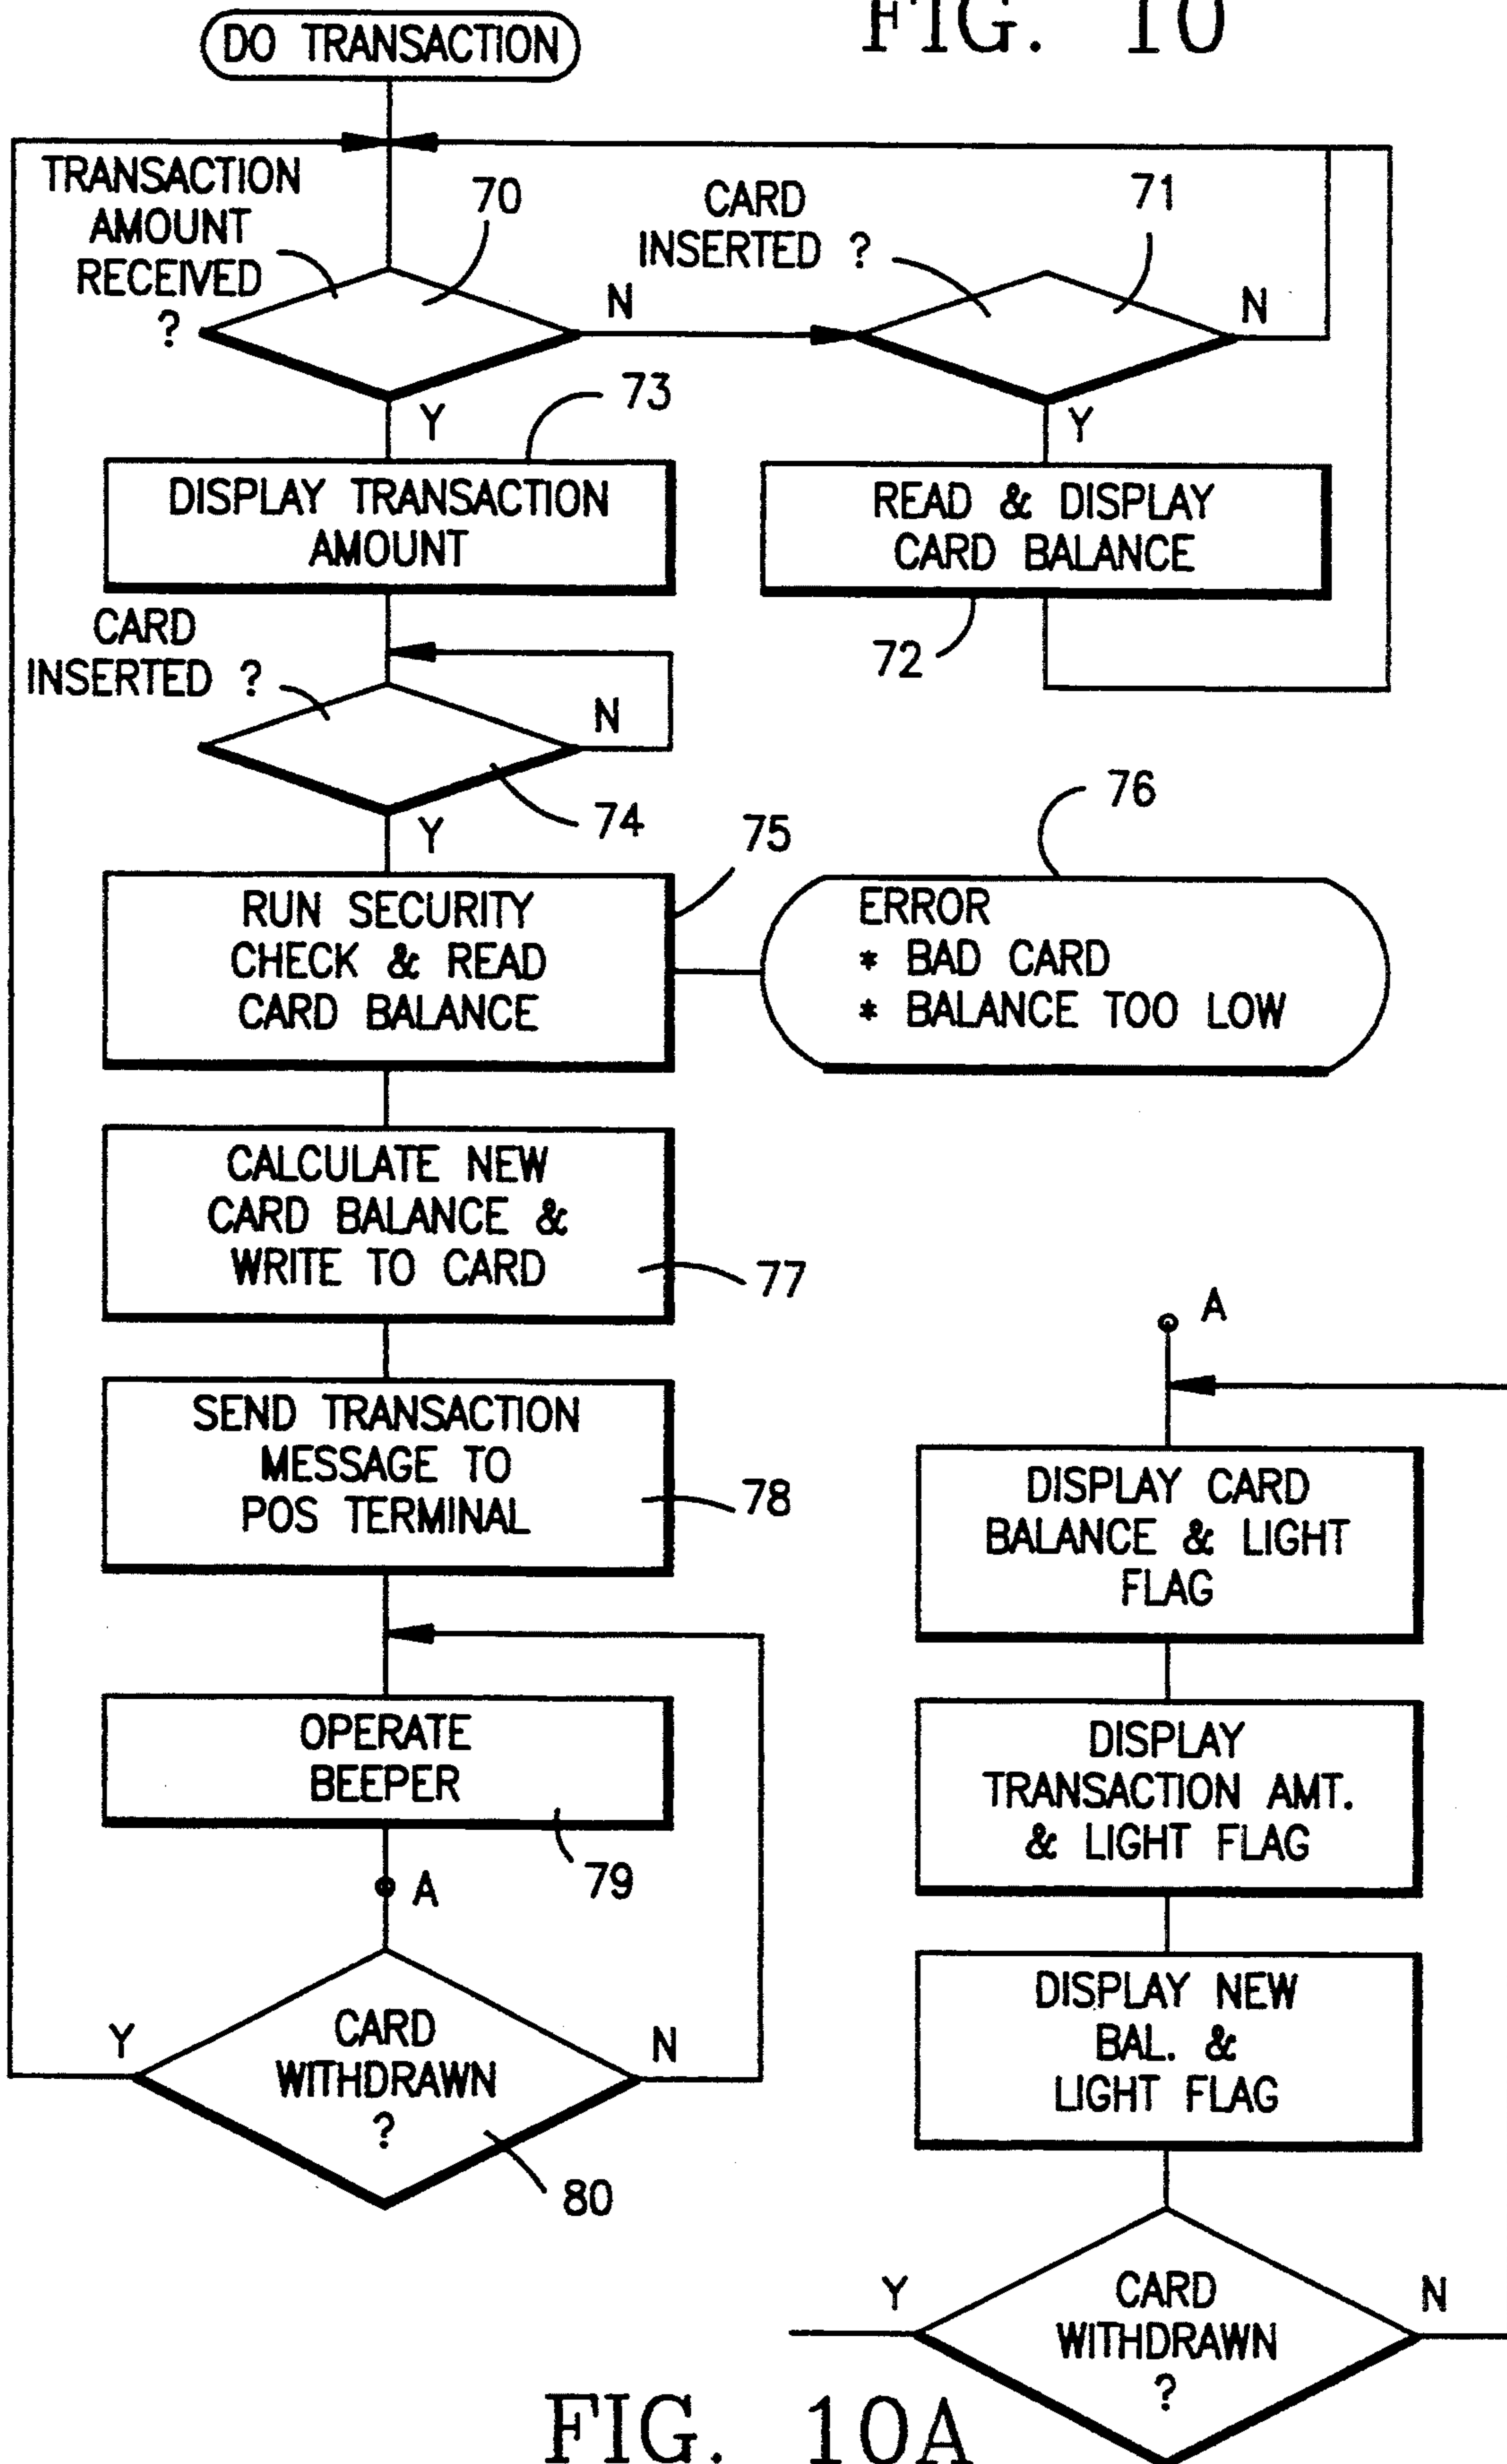 FIG. 10
DO TRANSACTION
TRANSACTION
AMOUNT
RECEIVED
?
70
N
CARD
INSERTED ?
71
N
Y
73
Y
DISPLAY TRANSACTION
AMOUNT
READ & DISPLAY
CARD BALANCE
72
CARD
INSERTED ?
N
74
Y
75
RUN SECURITY
CHECK & READ
CARD BALANCE
76
ERROR
* BAD CARD
* BALANCE TOO LOW
CALCULATE NEW
CARD BALANCE &
WRITE TO CARD
77
SEND TRANSACTION
MESSAGE TO
POS TERMINAL
78
OPERATE
BEEPER
79
A
Y
CARD
WITHDRAWN
?
N
80
A
DISPLAY CARD
BALANCE & LIGHT
FLAG
DISPLAY
TRANSACTION AMT.
& LIGHT FLAG
DISPLAY NEW
BAL. &
LIGHT FLAG
Y
CARD
WITHDRAWN
?
N
FIG. 10A